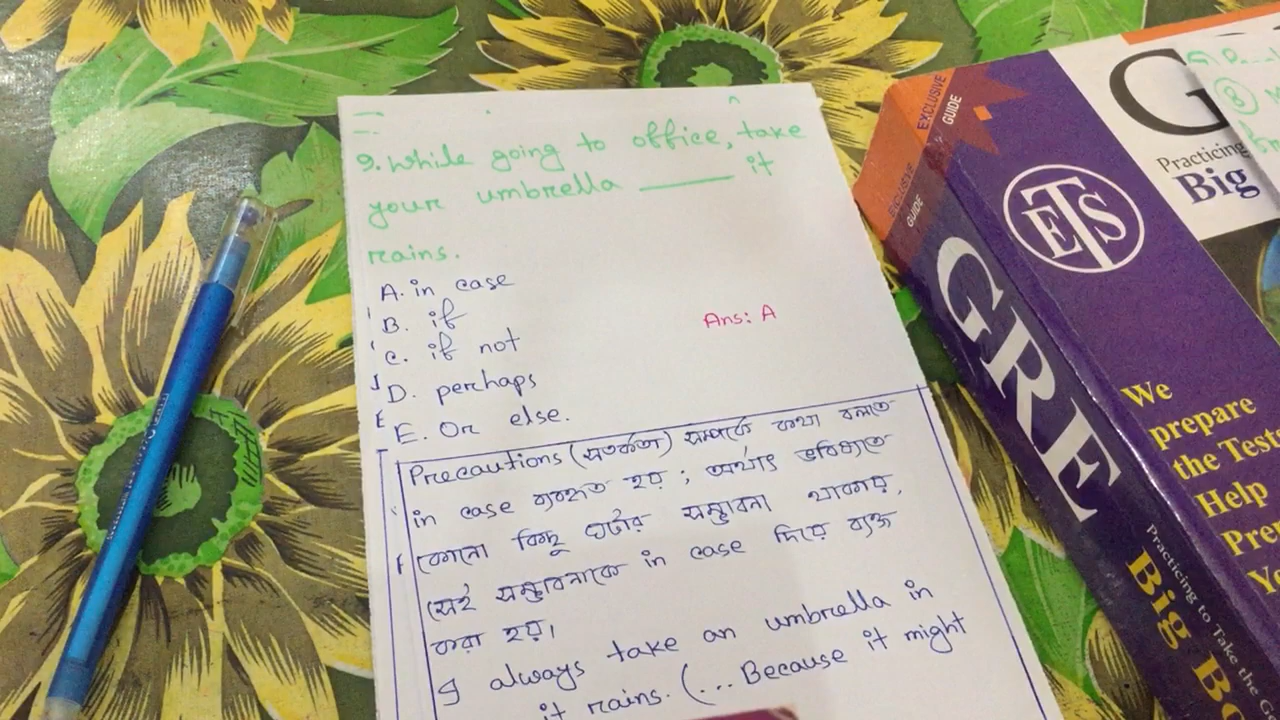 9. While going to office, take
your umbrella ______ it
rains.
A. in case
B. if
C. if not
D. perhaps
E. Or else.
Ans: A
Precautions (সতর্কতা) সম্পর্কে কথা বলতে
in case ব্যবহৃত হয়; অর্থাৎ ভবিষ্যতে
কোনো কিছু ঘটার সম্ভাবনা থাকায়,
সেই সম্ভাবনাকে in case দিয়ে ব্যক্ত
করা হয়।
I always take an umbrella in
it rains. (... Because it might
EXCLUSIVE
GUIDE
EXCLUSIVE
GUIDE
ETS
GRE
We
prepare
the Tests
Help
Practicing to Take the G
Big
G
Practicing
Big
B